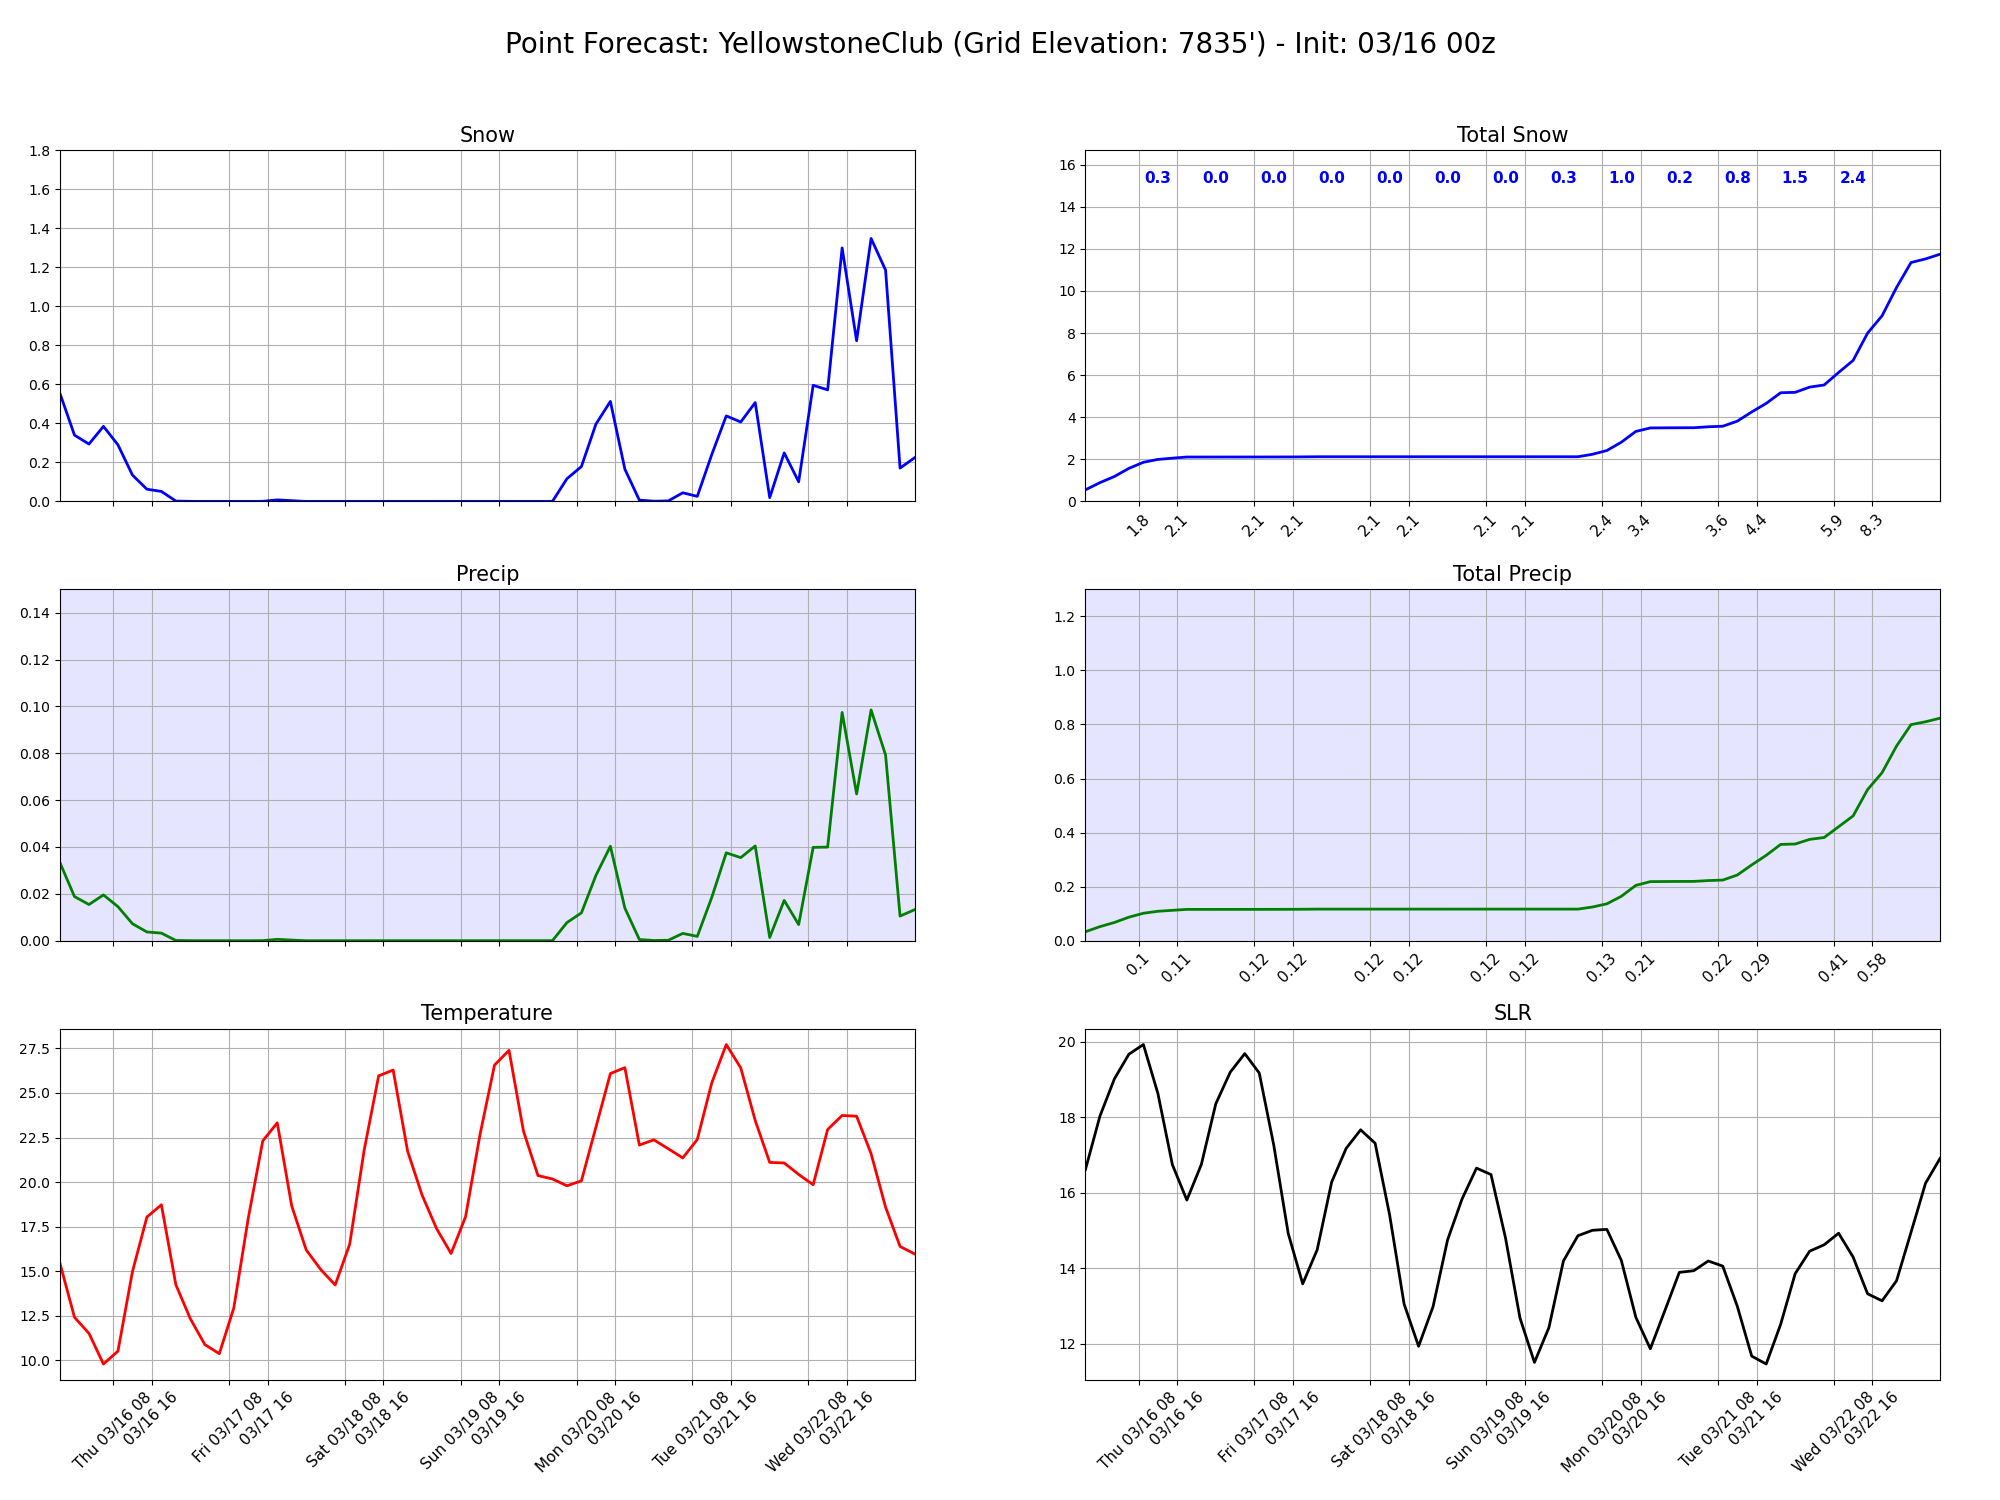 Point Forecast: YellowstoneClub (Grid Elevation: 7835') - Init: 03/16 00z
Snow
1.8
1.6
1.4
1.2
1.0
0.8
0.6
0.4
0.2
0.0
Total Snow
16
14
12
10
8
6
4
2
0
0.3 0.0 0.0 0.0 0.0 0.0 0.0 0.3 1.0 0.2 0.8 1.5 2.4
1.8 2.1 2.1 2.1 2.1 2.1 2.1 2.1 2.4 3.4 3.6 4.4 5.9 8.3
Precip
0.14
0.12
0.10
0.08
0.06
0.04
0.02
0.00
Total Precip
1.2
1.0
0.8
0.6
0.4
0.2
0.0
0.1 0.11 0.12 0.12 0.12 0.12 0.12 0.12 0.13 0.21 0.22 0.29 0.41 0.58
Temperature
27.5
25.0
22.5
20.0
17.5
15.0
12.5
10.0
Thu 03/16 08
03/16 16
Fri 03/17 08
03/17 16
Sat 03/18 08
03/18 16
Sun 03/19 08
03/19 16
Mon 03/20 08
03/20 16
Tue 03/21 08
03/21 16
Wed 03/22 08
03/22 16
SLR
20
18
16
14
12
Thu 03/16 08
03/16 16
Fri 03/17 08
03/17 16
Sat 03/18 08
03/18 16
Sun 03/19 08
03/19 16
Mon 03/20 08
03/20 16
Tue 03/21 08
03/21 16
Wed 03/22 08
03/22 16